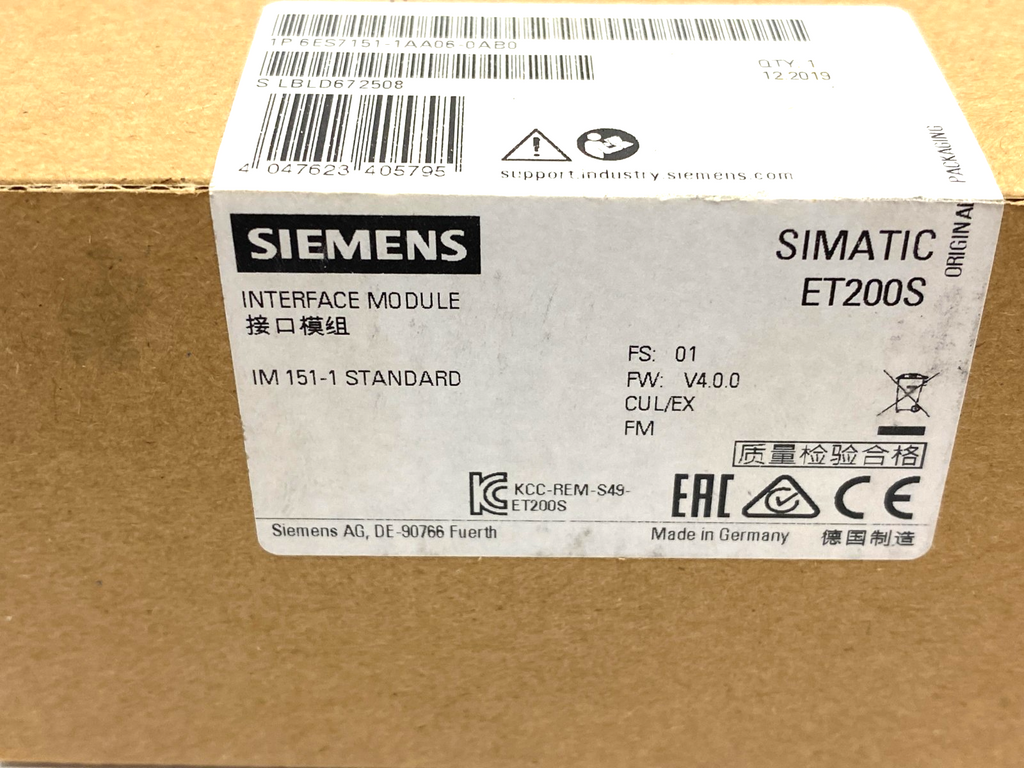 1P 6ES7151-1AA06-0AB0
QTY 1
12.2019
S LBLD672508
4 047623 405795
support.industry.siemens.com
ORIGINAL PACKAGING
SIEMENS
SIMATIC
ET200S
INTERFACE MODULE
接口模组
IM 151-1 STANDARD
FS: 01
FW: V4.0.0
CUL/EX
FM
质量检验合格
KCC-REM-S49-
ET200S
EAC
CE
Siemens AG, DE-90766 Fuerth
Made in Germany
德国制造